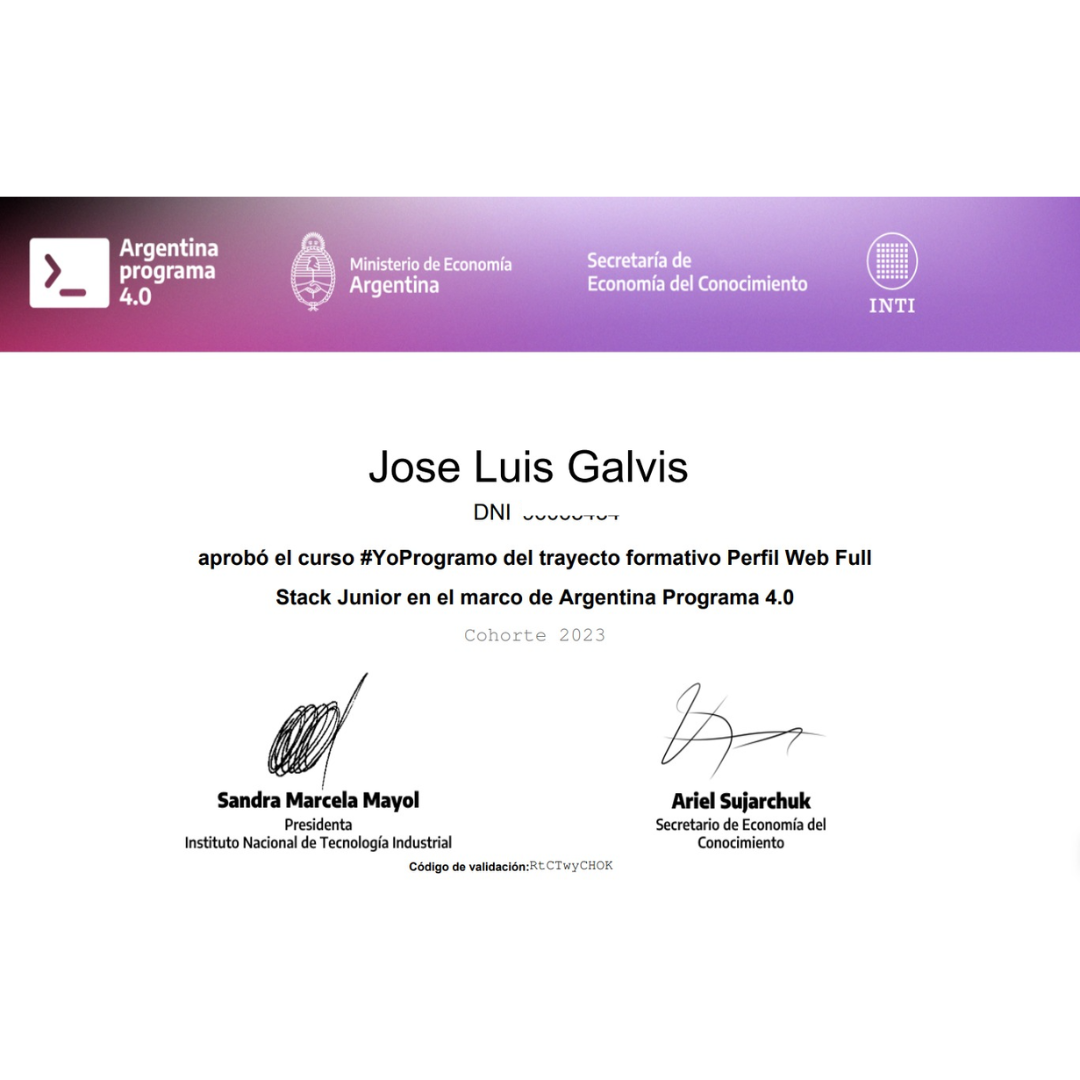 Argentina
programa
4.0
Ministerio de Economía
Argentina
Secretaría de
Economía del Conocimiento
INTI
Jose Luis Galvis
DNI
aprobó el curso #YoProgramo del trayecto formativo Perfil Web Full
Stack Junior en el marco de Argentina Programa 4.0
Cohorte 2023
Sandra Marcela Mayol
Presidenta
Instituto Nacional de Tecnología Industrial
Ariel Sujarchuk
Secretario de Economía del
Conocimiento
Código de validación:RtCTwyCHOK